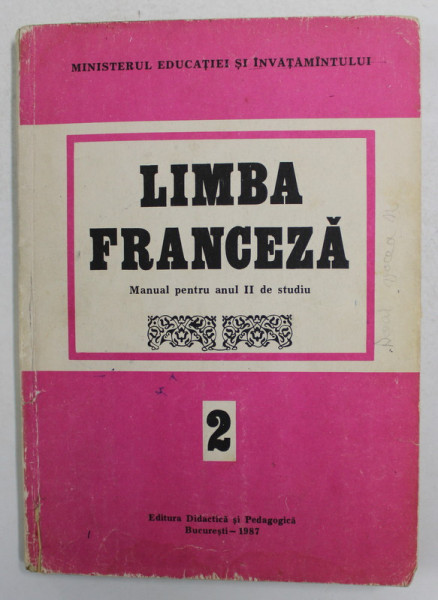 MINISTERUL EDUCAȚIEI ȘI ÎNVĂȚĂMÎNTULUI
LIMBA
FRANCEZĂ
Manual pentru anul II de studiu
2
Editura Didactică și Pedagogică
București — 1987